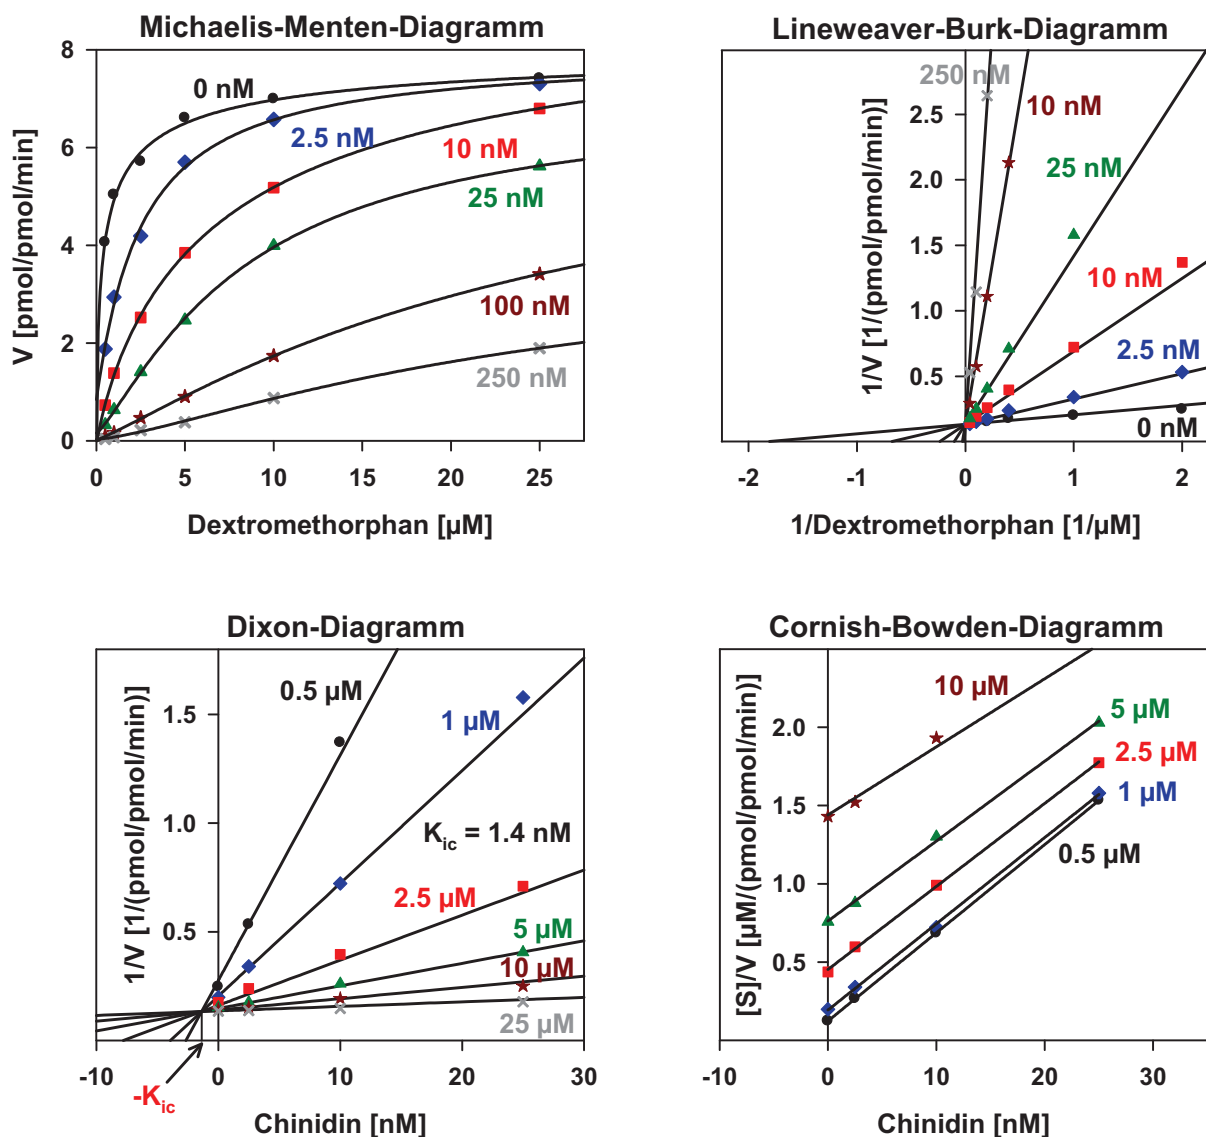 Michaelis-Menten-Diagramm
8
6
4
2
0
V [pmol/pmol/min]
0 nM
2.5 nM
10 nM
25 nM
100 nM
250 nM
0 5 10 15 20 25
Dextromethorphan [µM]
Lineweaver-Burk-Diagramm
1/V [1/(pmol/pmol/min)]
2.5
2.0
1.5
1.0
0.5
250 nM
10 nM
25 nM
10 nM
2.5 nM
0 nM
-2 -1 0 1 2
1/Dextromethorphan [1/µM]
Dixon-Diagramm
1/V [1/(pmol/pmol/min)]
1.5
1.0
0.5
0.5 µM
1 µM
Kic = 1.4 nM
2.5 µM
5 µM
10 µM
25 µM
-10 0 10 20 30
-Kic
Chinidin [nM]
Cornish-Bowden-Diagramm
[S]/V [µM/(pmol/pmol/min)]
2.0
1.5
1.0
0.5
10 µM
5 µM
2.5 µM
1 µM
0.5 µM
-10 0 10 20 30
Chinidin [nM]